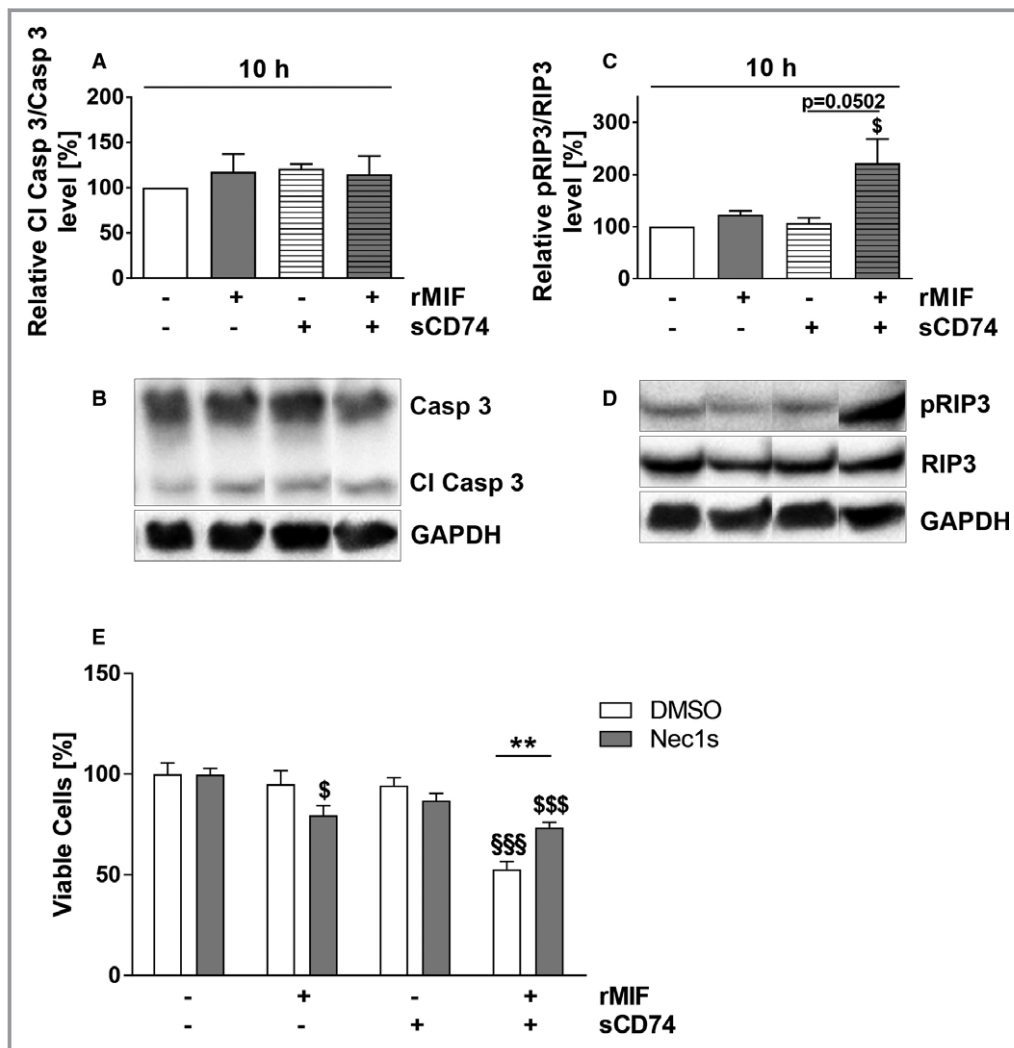 A
10 h
Relative Cl Casp 3/Casp 3
level [%]
200
150
100
50
0
- + - + rMIF
- - + + sCD74
C
10 h
Relative pRIP3/RIP3
level [%]
p=0.0502
$
300
200
100
0
- + - + rMIF
- - + + sCD74
B
Casp 3
Cl Casp 3
GAPDH
D
pRIP3
RIP3
GAPDH
E
Viable Cells [%]
150
100
50
0
DMSO
Nec1s
**
$
$$$
§§§
- + - + rMIF
- - + + sCD74